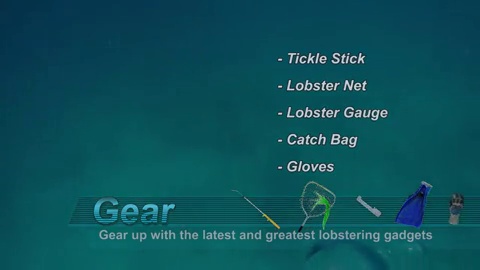 - Tickle Stick
- Lobster Net
- Lobster Gauge
- Catch Bag
- Gloves
Gear
Gear up with the latest and greatest lobstering gadgets